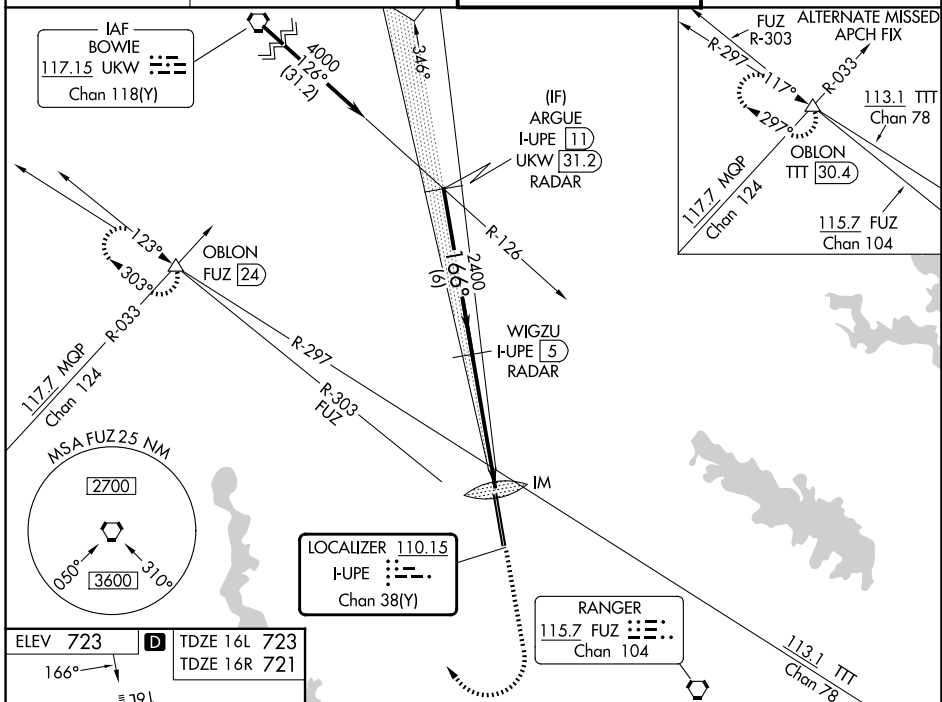 IAF
BOWIE
117.15 UKW
Chan 118(Y)
4000
126°
(31.2)
346°
(IF)
ARGUE
I-UPE 11
UKW 31.2
RADAR
FUZ
R-303
ALTERNATE MISSED
APCH FIX
R-297
117°
R-033
297°
113.1 TTT
Chan 78
OBLON
TTT 30.4
117.7 MQP
Chan 124
115.7 FUZ
Chan 104
R-126
123°
303°
OBLON
FUZ 24
R-033
117.7 MQP
Chan 124
2400
166°
(6)
WIGZU
I-UPE 5
RADAR
R-297
R-303
FUZ
MSA FUZ 25 NM
2700
050°
310°
3600
IM
LOCALIZER 110.15
I-UPE
Chan 38(Y)
RANGER
115.7 FUZ
Chan 104
113.1 TTT
Chan 78
ELEV 723
D
TDZE 16L 723
TDZE 16R 721
166°